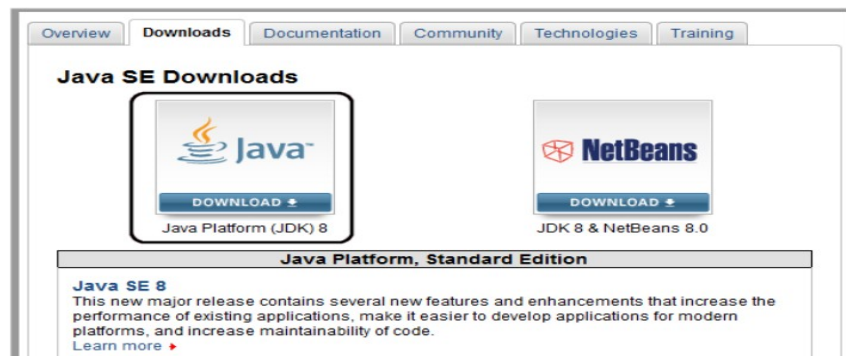 Overview Downloads Documentation Community Technologies Training
Java SE Downloads
Java™ NetBeans
DOWNLOAD DOWNLOAD
Java Platform (JDK) 8 JDK 8 & NetBeans 8.0
Java Platform, Standard Edition
Java SE 8
This new major release contains several new features and enhancements that increase the
performance of existing applications, make it easier to develop applications for modern
platforms, and increase maintainability of code.
Learn more